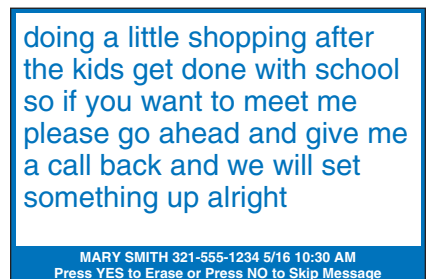 doing a little shopping after
the kids get done with school
so if you want to meet me
please go ahead and give me
a call back and we will set
something up alright
MARY SMITH 321-555-1234 5/16 10:30 AM
Press YES to Erase or Press NO to Skip Message